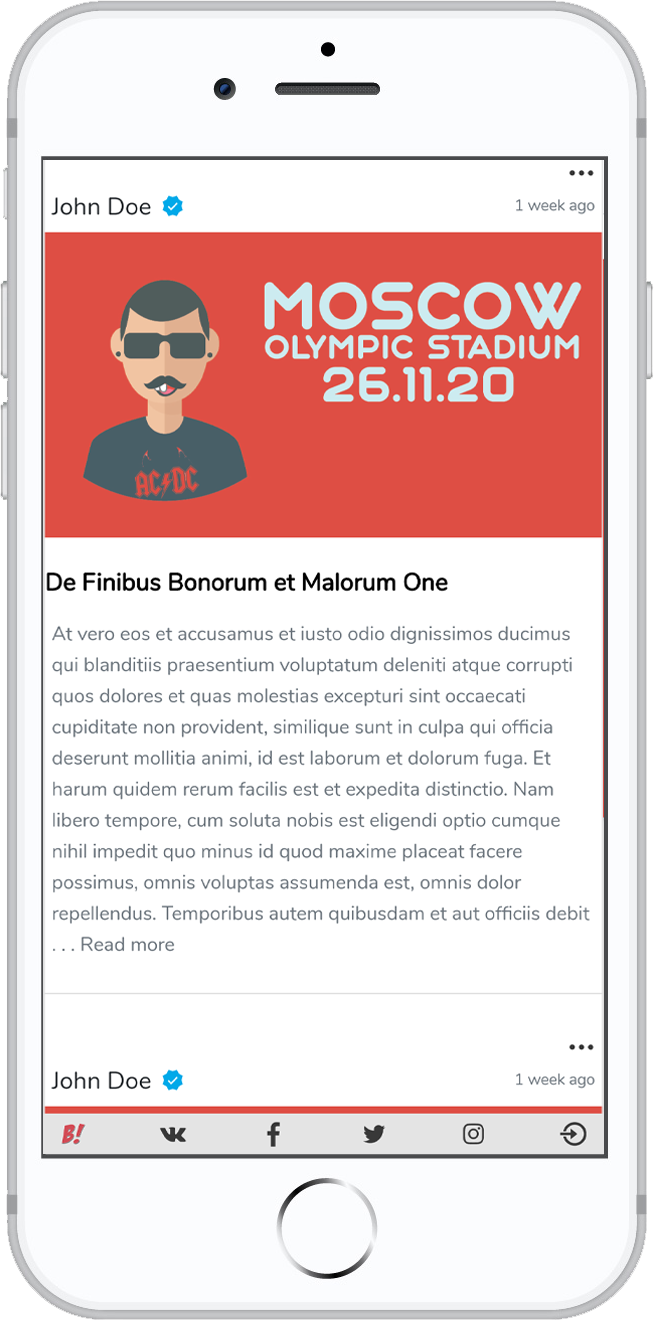 John Doe
1 week ago
MOSCOW
OLYMPIC STADIUM
26.11.20
AC DC
De Finibus Bonorum et Malorum One
At vero eos et accusamus et iusto odio dignissimos ducimus
qui blanditiis praesentium voluptatum deleniti atque corrupti
quos dolores et quas molestias excepturi sint occaecati
cupiditate non provident, similique sunt in culpa qui officia
deserunt mollitia animi, id est laborum et dolorum fuga. Et
harum quidem rerum facilis est et expedita distinctio. Nam
libero tempore, cum soluta nobis est eligendi optio cumque
nihil impedit quo minus id quod maxime placeat facere
possimus, omnis voluptas assumenda est, omnis dolor
repellendus. Temporibus autem quibusdam et aut officiis debit
. . . Read more
John Doe
1 week ago
B!